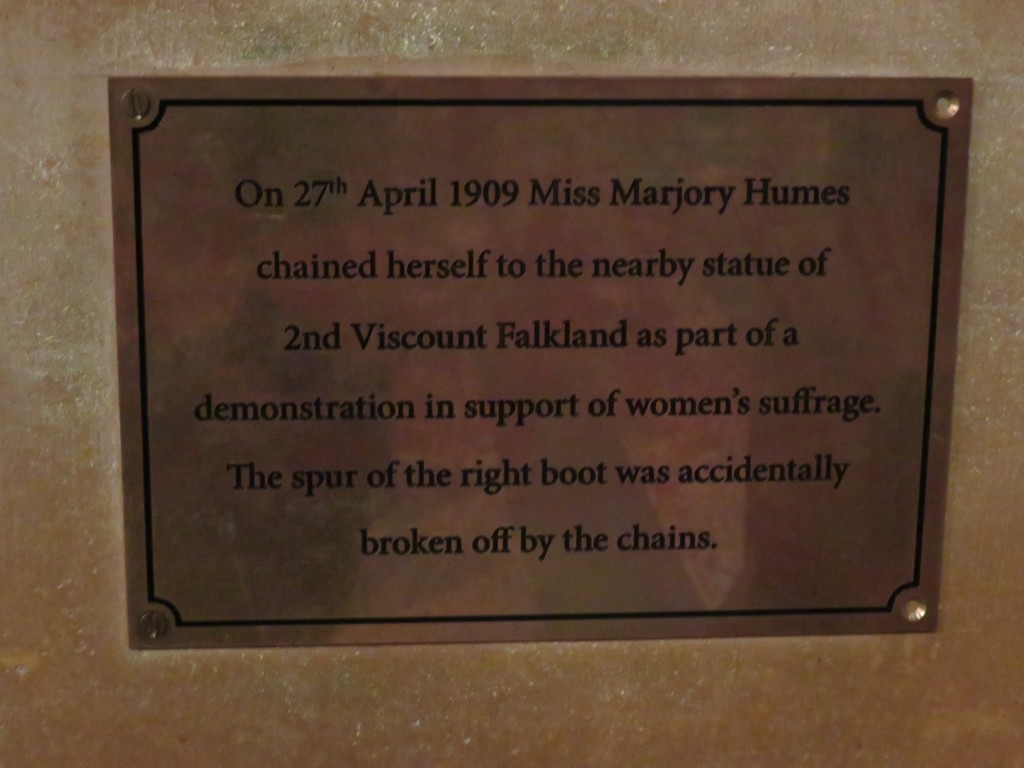 On 27th April 1909 Miss Marjory Humes
chained herself to the nearby statue of
2nd Viscount Falkland as part of a
demonstration in support of women's suffrage.
The spur of the right boot was accidentally
broken off by the chains.